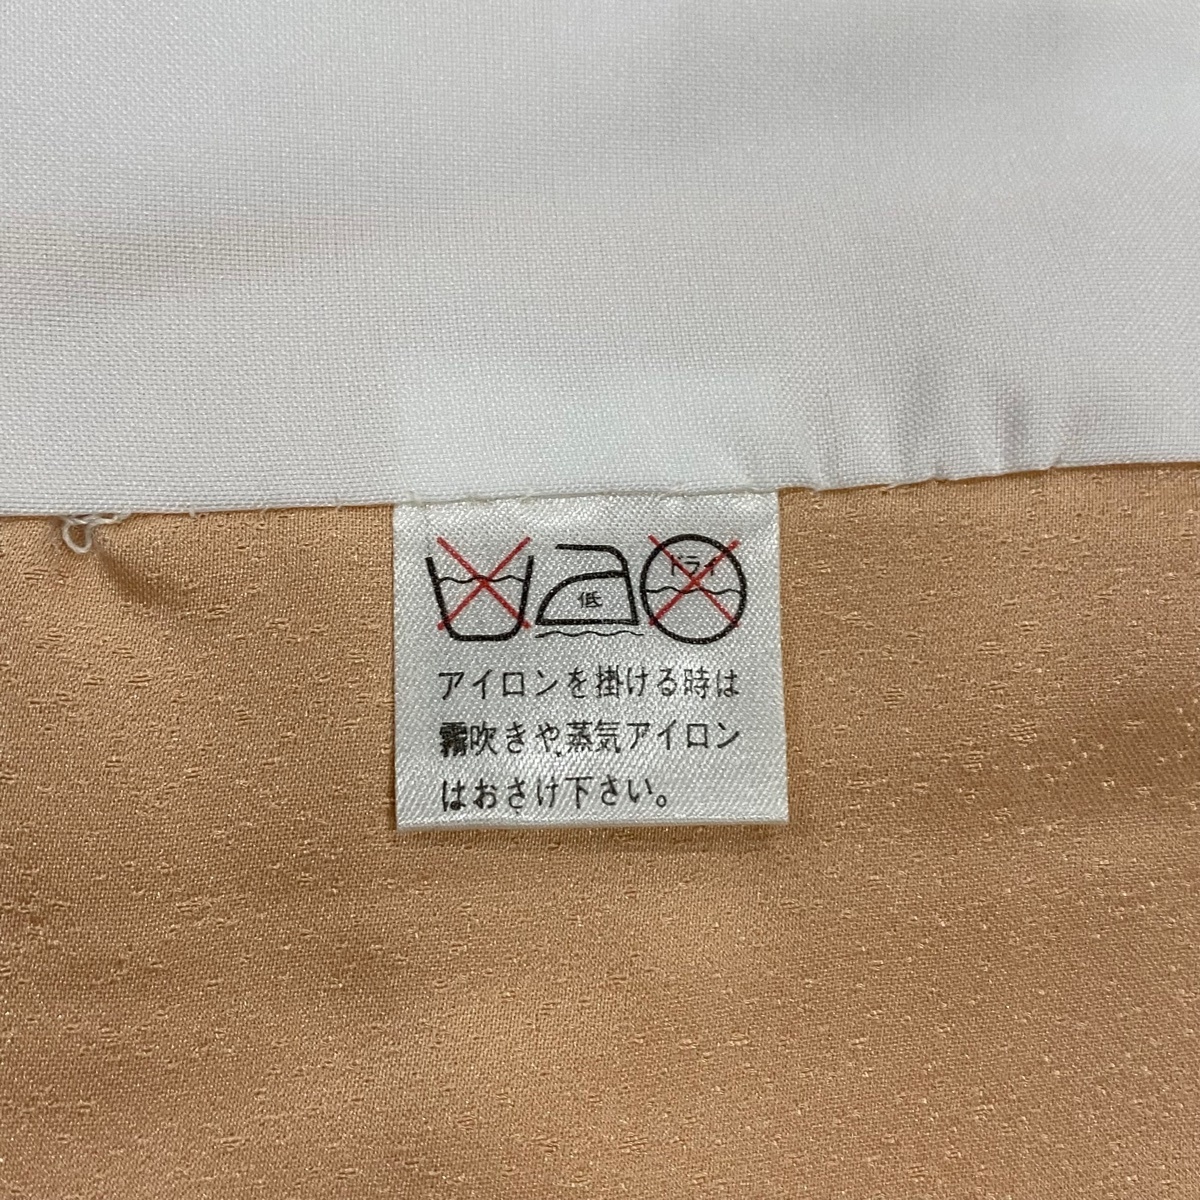 低 ドライ
アイロンを掛ける時は
霧吹きや、蒸気アイロン
はおさけ下さい。